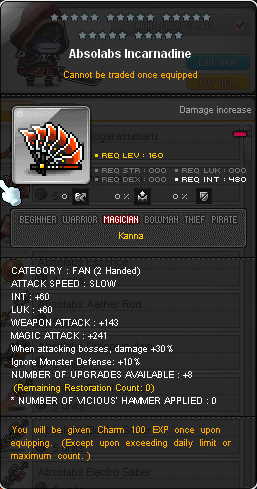 Absolabs Incarnadine
Cannot be traded once equipped
Damage increase
REQ LEV : 160
REQ STR : 000 REQ LUK : 000
REQ DEX : 000 REQ INT : 480
0 0% 0%
BEGINNER WARRIOR MAGICIAN BOWMAN THIEF PIRATE
Kanna
CATEGORY : FAN (2 Handed)
ATTACK SPEED : SLOW
INT : +60
LUK : +60
WEAPON ATTACK : +143
MAGIC ATTACK : +241
When attacking bosses, damage +30%
Ignore Monster Defense: +10%
NUMBER OF UPGRADES AVAILABLE : +8
(Remaining Restoration Count: 0)
* NUMBER OF VICIOUS' HAMMER APPLIED : 0
You will be given Charm 100 EXP once upon
equipping. (Except upon exceeding daily limit or
maximum count. )